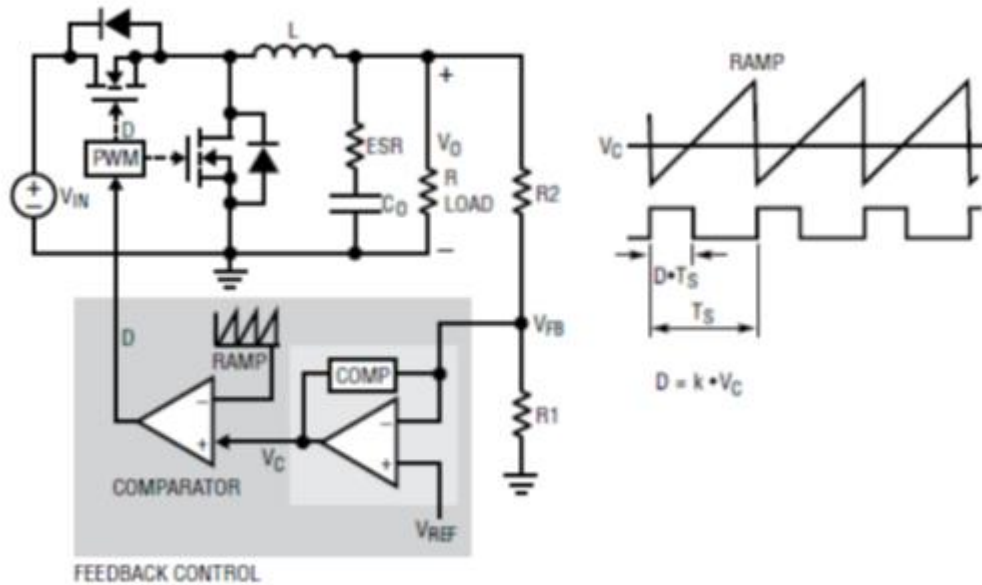 L
RAMP
D
PWM
V_IN
ESR
C_O
+
V_O
R
LOAD
−
R2
V_C
D•T_S
T_S
D
RAMP
COMP
V_FB
R1
D = k • V_C
−
+
V_C
−
+
COMPARATOR
V_REF
FEEDBACK CONTROL